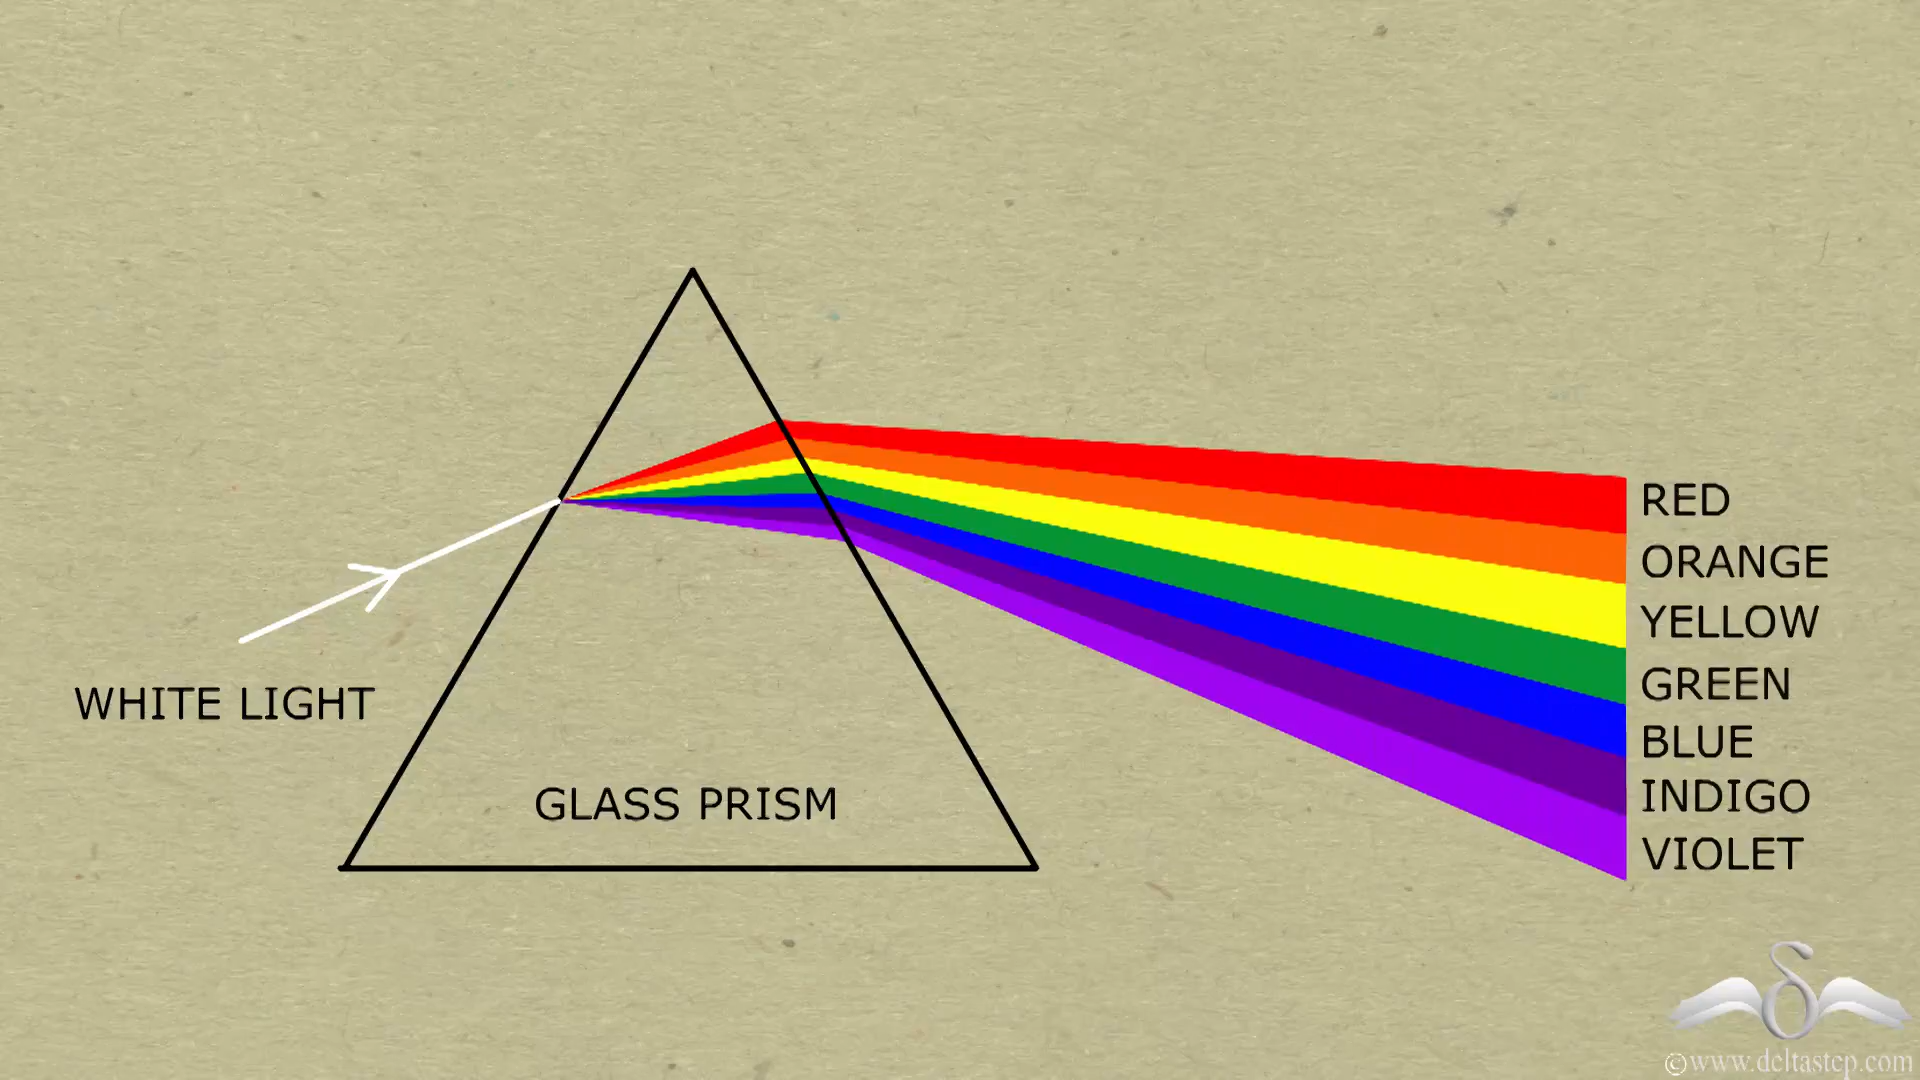 RED
ORANGE
YELLOW
GREEN
BLUE
INDIGO
VIOLET
WHITE LIGHT
GLASS PRISM
©www.deltastep.com